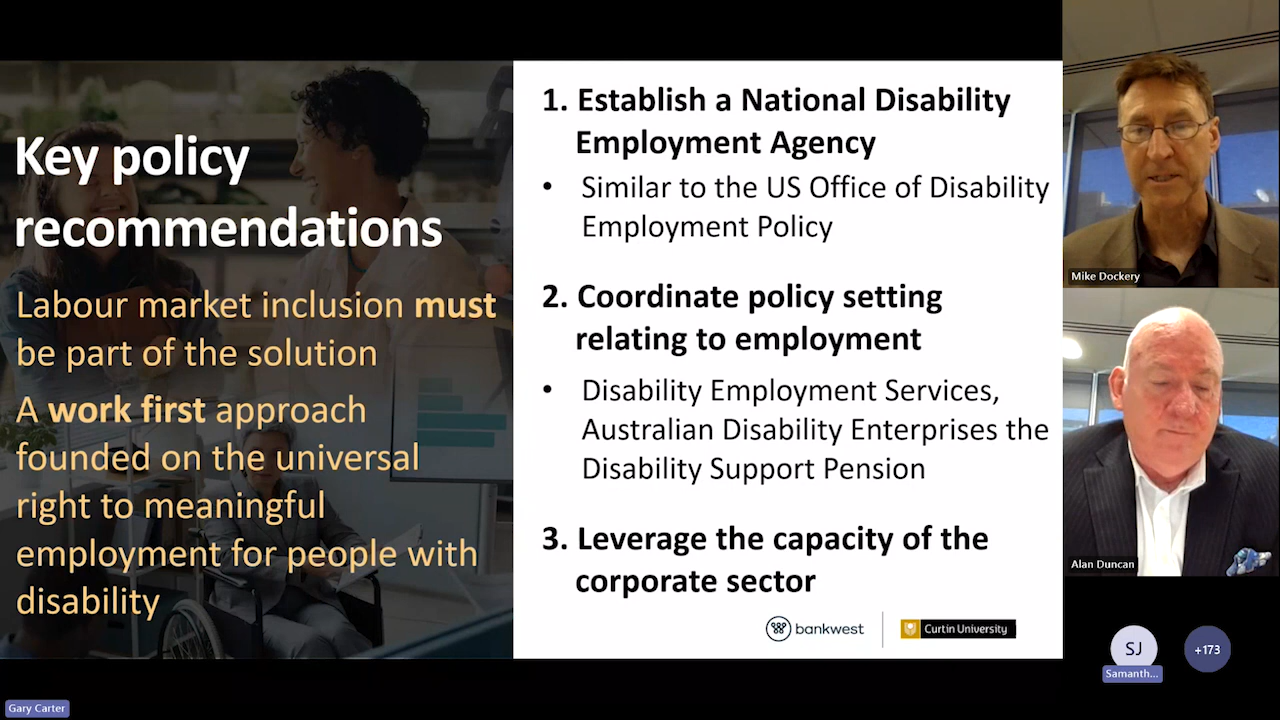 Key policy
recommendations
Labour market inclusion must
be part of the solution
A work first approach
founded on the universal
right to meaningful
employment for people with
disability
1. Establish a National Disability
Employment Agency
• Similar to the US Office of Disability
Employment Policy
2. Coordinate policy setting
relating to employment
• Disability Employment Services,
Australian Disability Enterprises the
Disability Support Pension
3. Leverage the capacity of the
corporate sector
bankwest
Curtin University
Mike Dockery
Alan Duncan
SJ
Samanth...
+173
Gary Carter